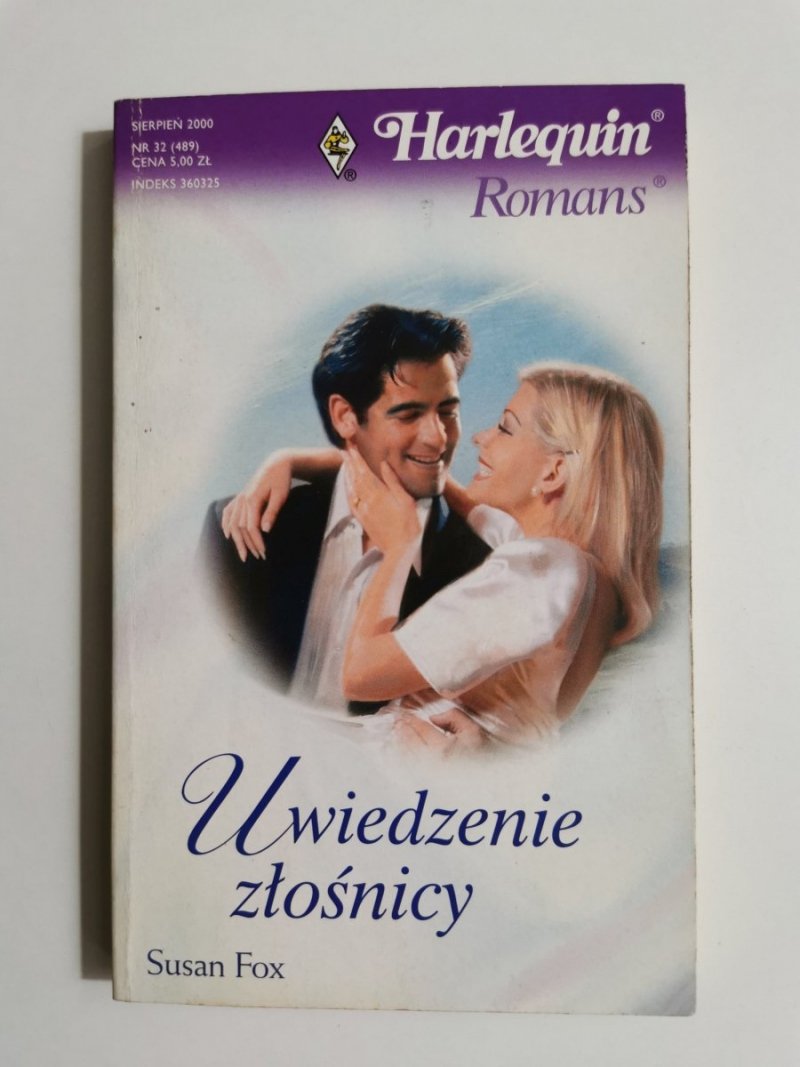 SIERPIEŃ 2000
NR 32 (489)
CENA 5,00 ZŁ
INDEKS 360325
®
Harlequin®
Romans®
Uwiedzenie
złośnicy
Susan Fox